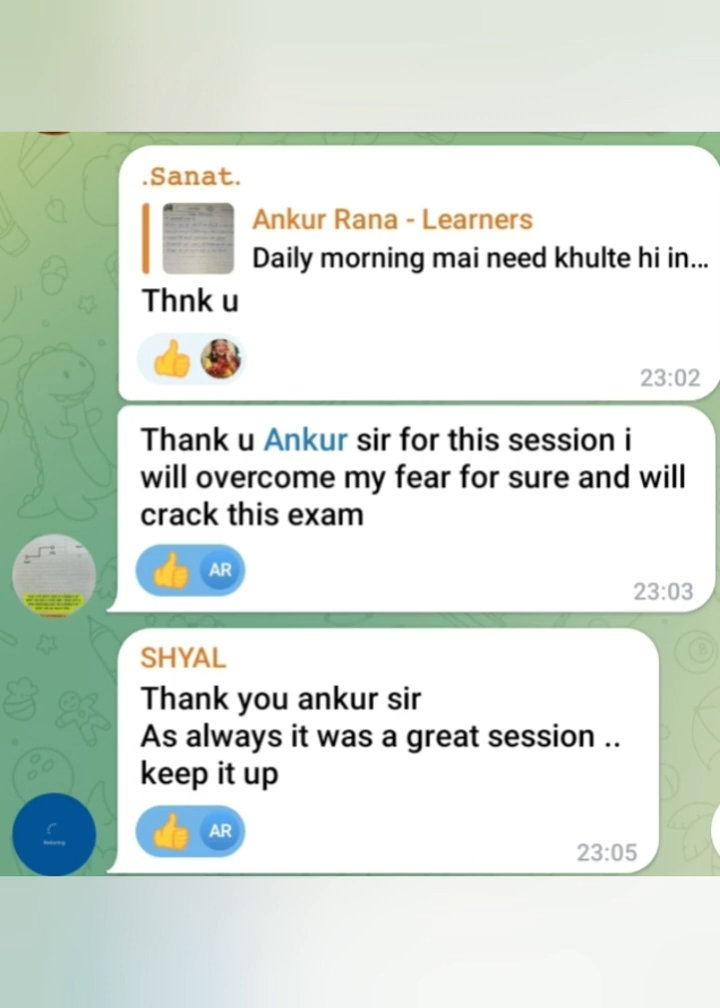 .Sanat.
Ankur Rana - Learners
Daily morning mai need khulte hi in...
Thnk u
23:02
Thank u Ankur sir for this session i
will overcome my fear for sure and will
crack this exam
AR
23:03
SHYAL
Thank you ankur sir
As always it was a great session ..
keep it up
AR
23:05